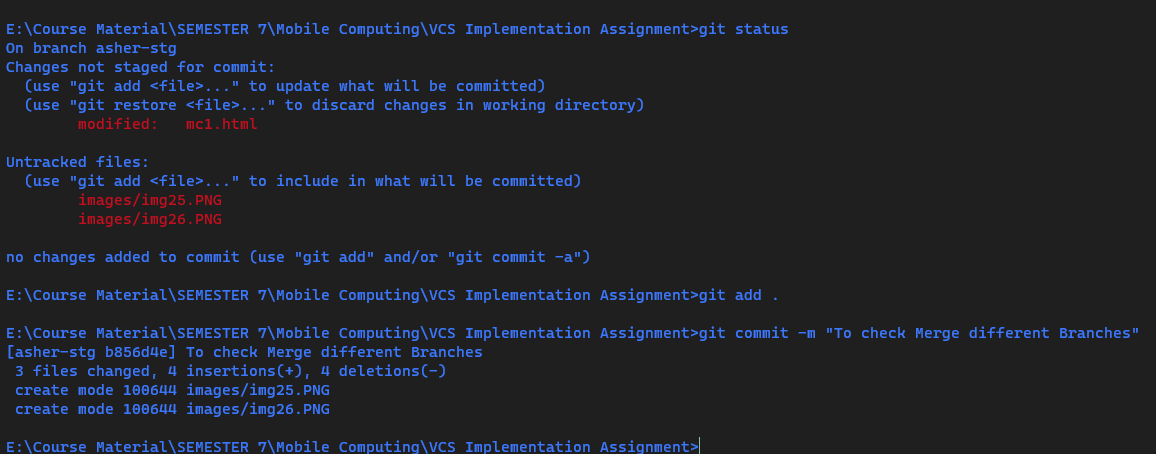 E:\Course Material\SEMESTER 7\Mobile Computing\VCS Implementation Assignment>git status
On branch asher-stg
Changes not staged for commit:
  (use "git add <file>..." to update what will be committed)
  (use "git restore <file>..." to discard changes in working directory)
        modified:   mc1.html
Untracked files:
  (use "git add <file>..." to include in what will be committed)
        images/img25.PNG
        images/img26.PNG
no changes added to commit (use "git add" and/or "git commit -a")
E:\Course Material\SEMESTER 7\Mobile Computing\VCS Implementation Assignment>git add .
E:\Course Material\SEMESTER 7\Mobile Computing\VCS Implementation Assignment>git commit -m "To check Merge different Branches"
[asher-stg b856d4e] To check Merge different Branches
 3 files changed, 4 insertions(+), 4 deletions(-)
 create mode 100644 images/img25.PNG
 create mode 100644 images/img26.PNG
E:\Course Material\SEMESTER 7\Mobile Computing\VCS Implementation Assignment>